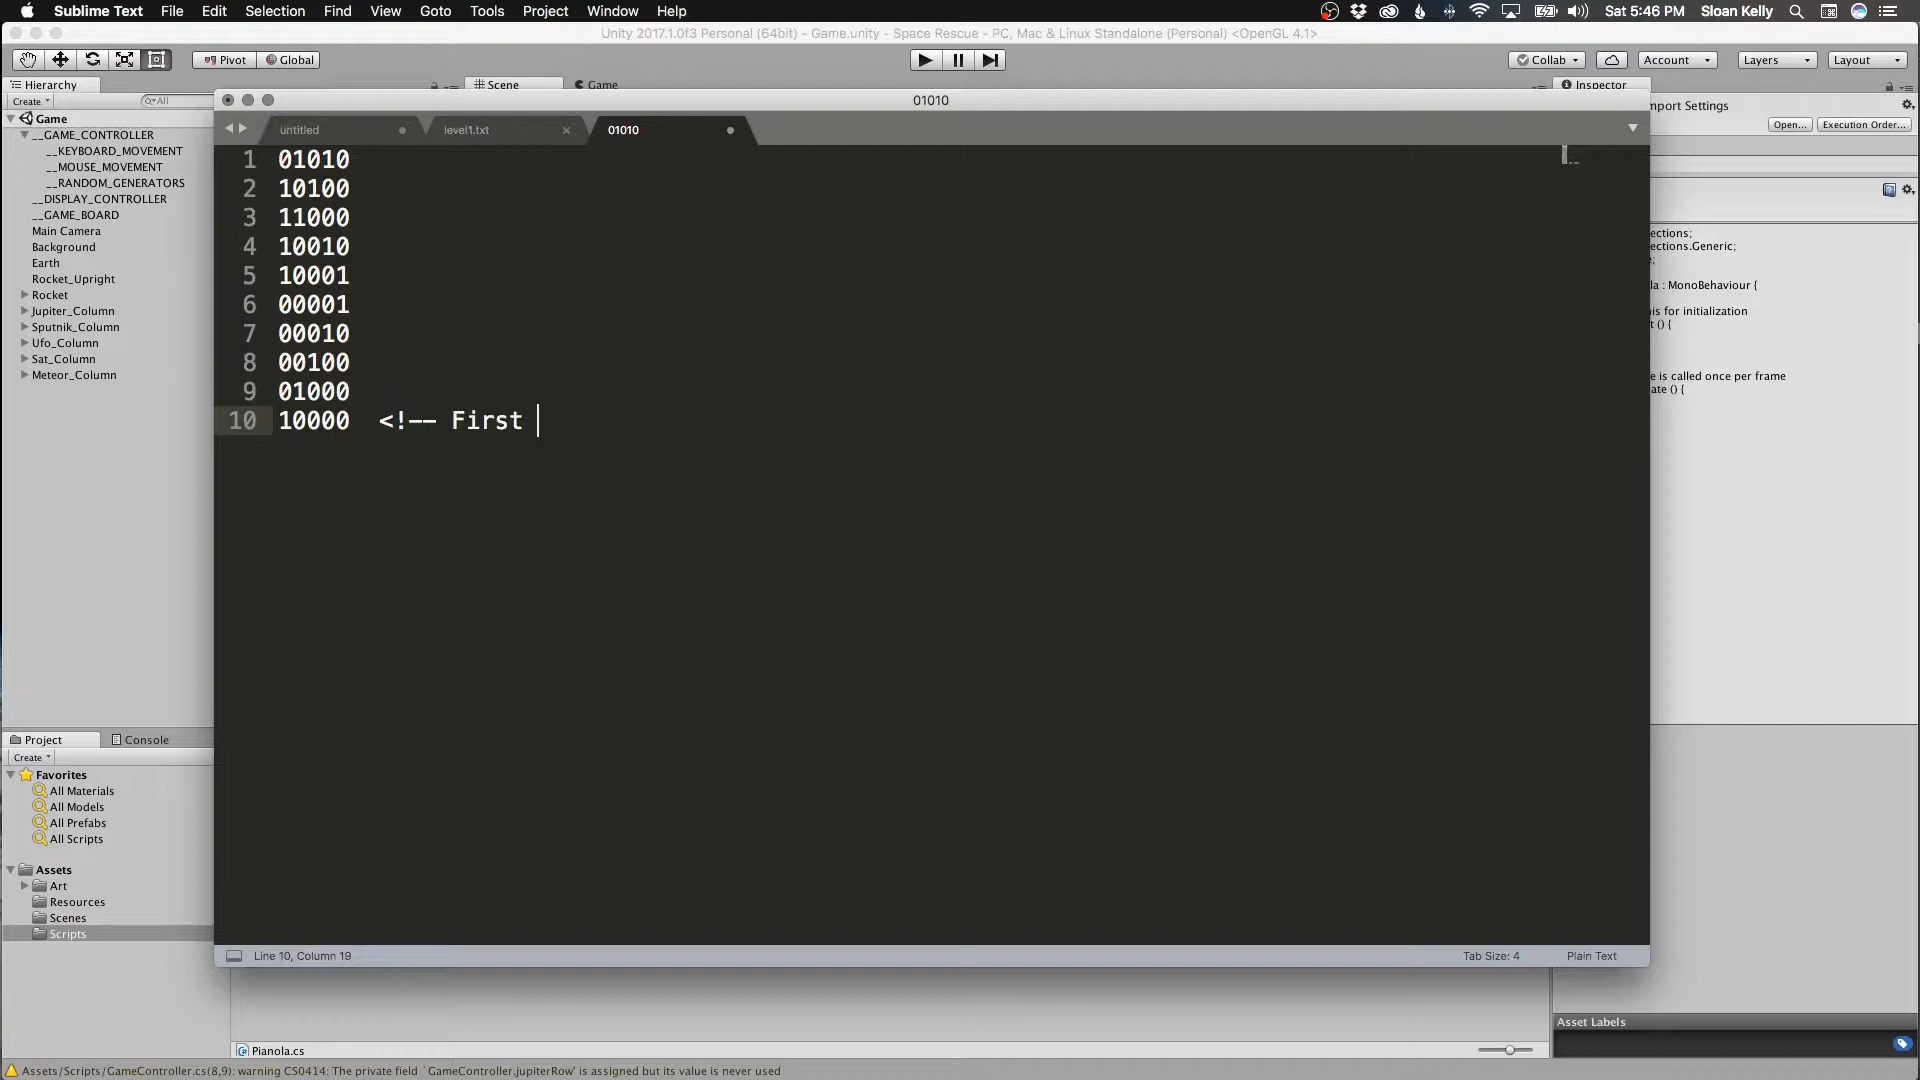 Sublime Text File Edit Selection Find View Goto Tools Project Window Help Sat 5:46 PM Sloan Kelly
Unity 2017.1.0f3 Personal (64bit) - Game.unity - Space Rescue - PC, Mac & Linux Standalone (Personal) <OpenGL 4.1>
Pivot Global Collab Account Layers Layout
Hierarchy Scene Game Inspector
Create All
mport Settings
Open... Execution Order...
Game
__GAME_CONTROLLER
__KEYBOARD_MOVEMENT
__MOUSE_MOVEMENT
__RANDOM_GENERATORS
__DISPLAY_CONTROLLER
__GAME_BOARD
Main Camera
Background
Earth
Rocket_Upright
Rocket
Jupiter_Column
Sputnik_Column
Ufo_Column
Sat_Column
Meteor_Column
01010
untitled level1.txt 01010
1 01010
2 10100
3 11000
4 10010
5 10001
6 00001
7 00010
8 00100
9 01000
10 10000 <!-- First
Line 10, Column 19 Tab Size: 4 Plain Text
ections;
ections.Generic;
e;
la : MonoBehaviour {
is for initialization
t () {
e is called once per frame
ate () {
Project Console
Create
Favorites
All Materials
All Models
All Prefabs
All Scripts
Assets
Art
Resources
Scenes
Scripts
Pianola.cs
Asset Labels
Assets/Scripts/GameController.cs(8,9): warning CS0414: The private field `GameController.jupiterRow' is assigned but its value is never used